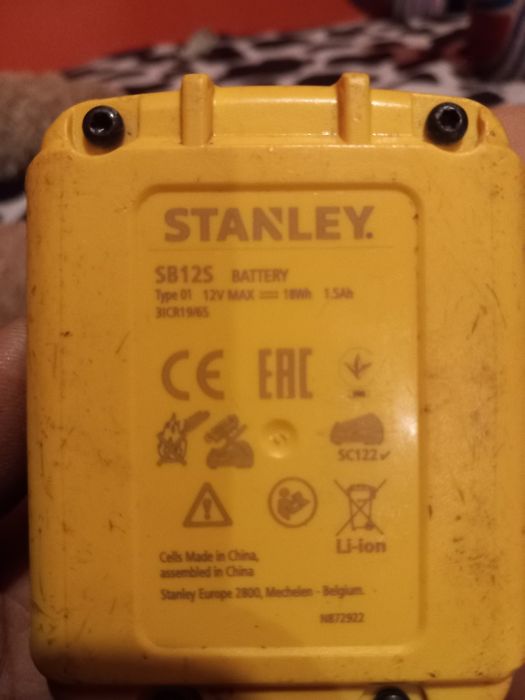 STANLEY.
SB12S BATTERY
Type 01 12V MAX ⎓ 18Wh 1.5Ah
3ICR19/65
CE EAC
SC122✓
Li-ion
Cells Made in China,
assembled in China
Stanley Europe 2800, Mechelen - Belgium.
N872922